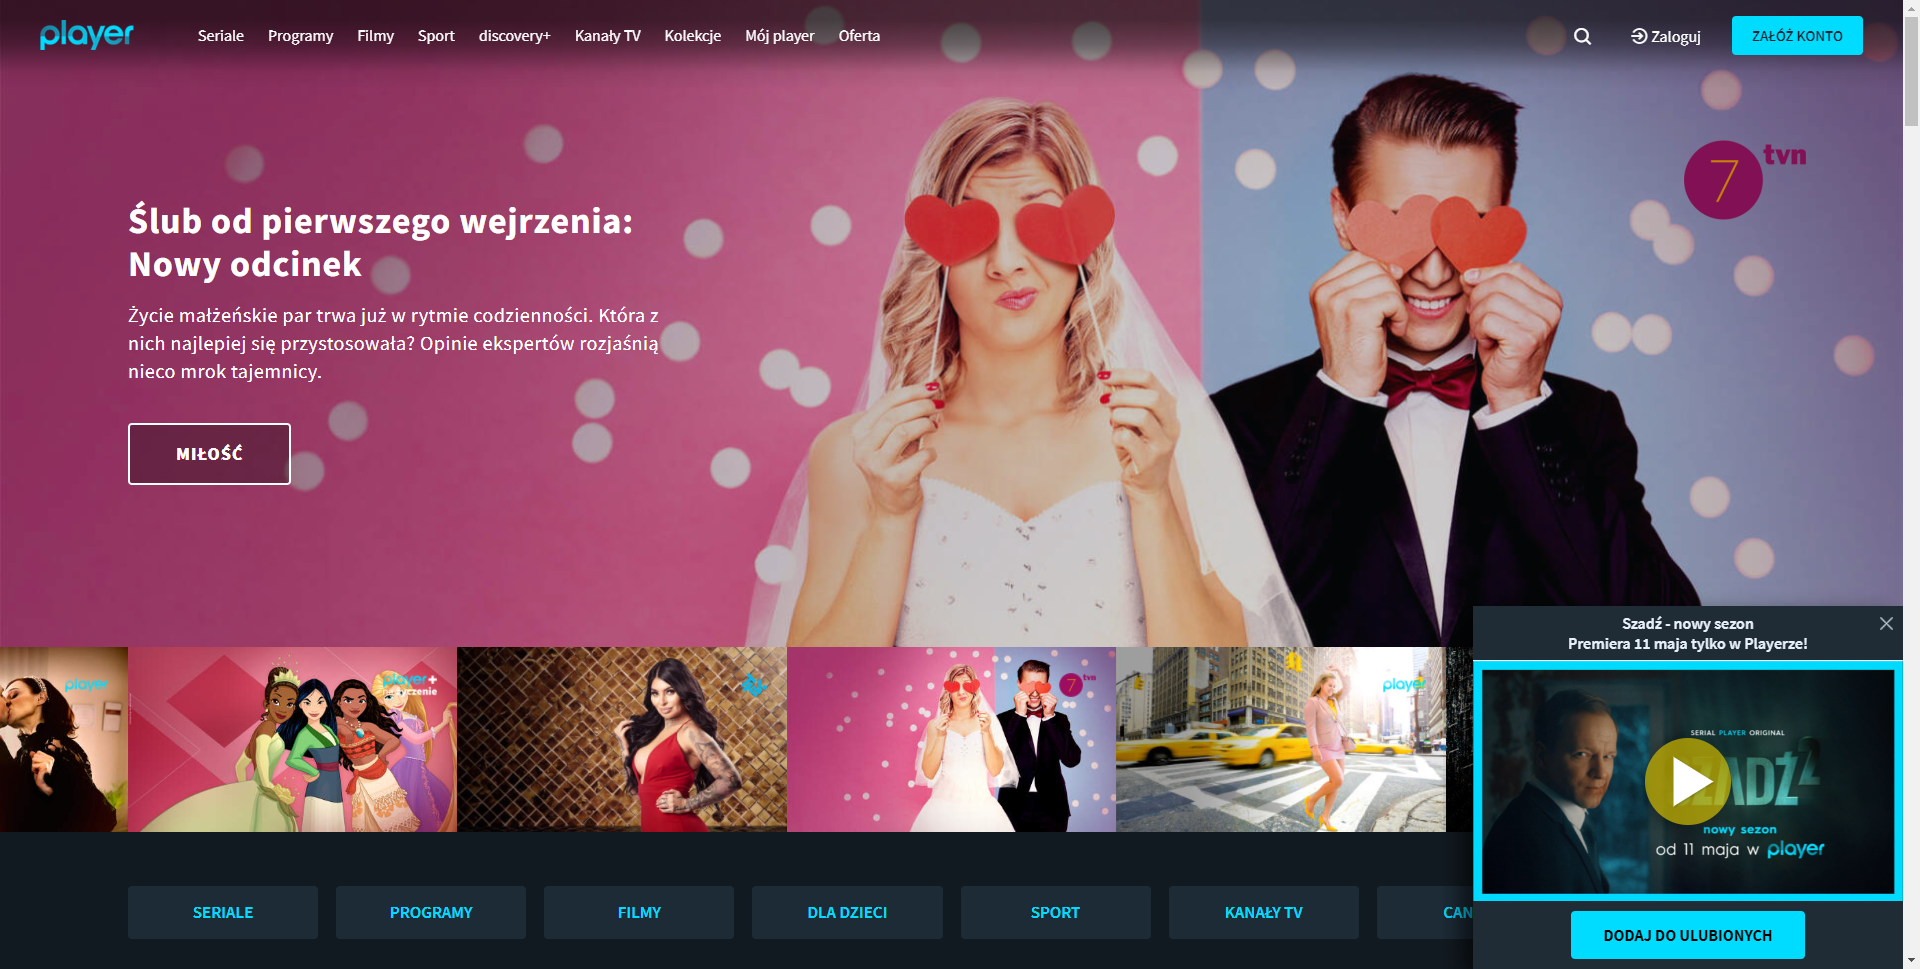 player
Seriale
Programy
Filmy
Sport
discovery+
Kanały TV
Kolekcje
Mój player
Oferta
Zaloguj
ZAŁÓŻ KONTO
7 tvn
Ślub od pierwszego wejrzenia:
Nowy odcinek
Życie małżeńskie par trwa już w rytmie codzienności. Która z
nich najlepiej się przystosowała? Opinie ekspertów rozjaśnią
nieco mrok tajemnicy.
MIŁOŚĆ
player
player+
7 tvn
player
Szadź - nowy sezon
Premiera 11 maja tylko w Playerze!
SERIAL PLAYER ORIGINAL
nowy sezon
od 11 maja w player
DODAJ DO ULUBIONYCH
SERIALE
PROGRAMY
FILMY
DLA DZIECI
SPORT
KANAŁY TV
CAN